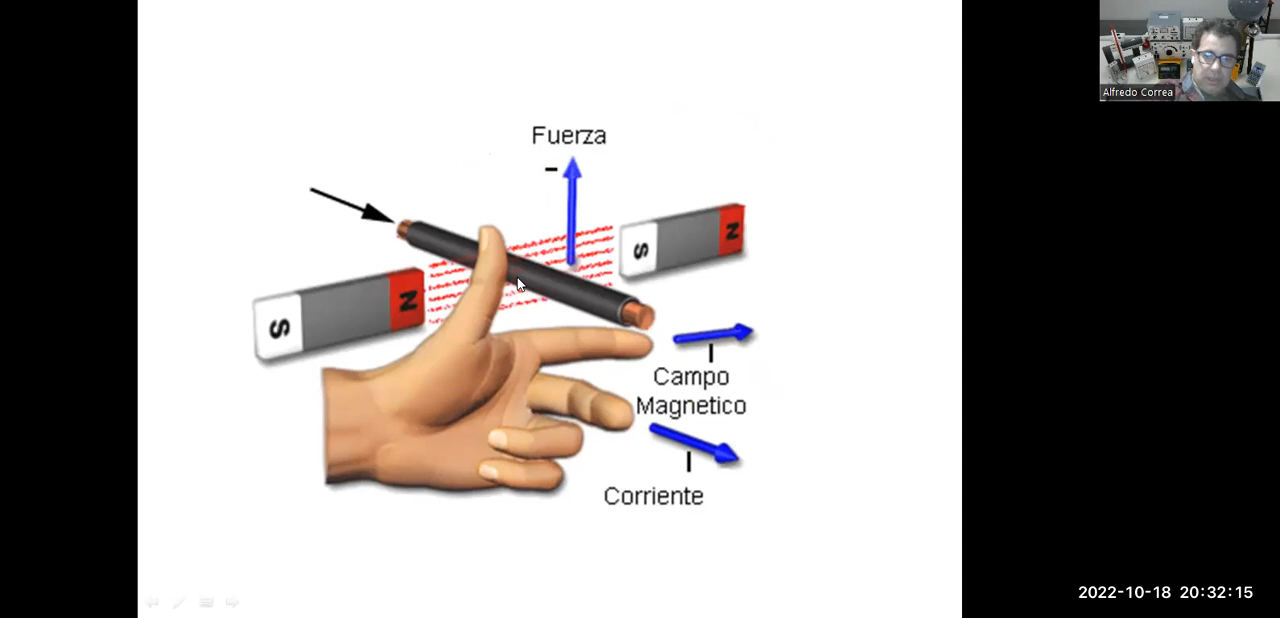 Alfredo Correa
Fuerza
S
N
N
S
Campo
Magnetico
Corriente
2022-10-18 20:32:15